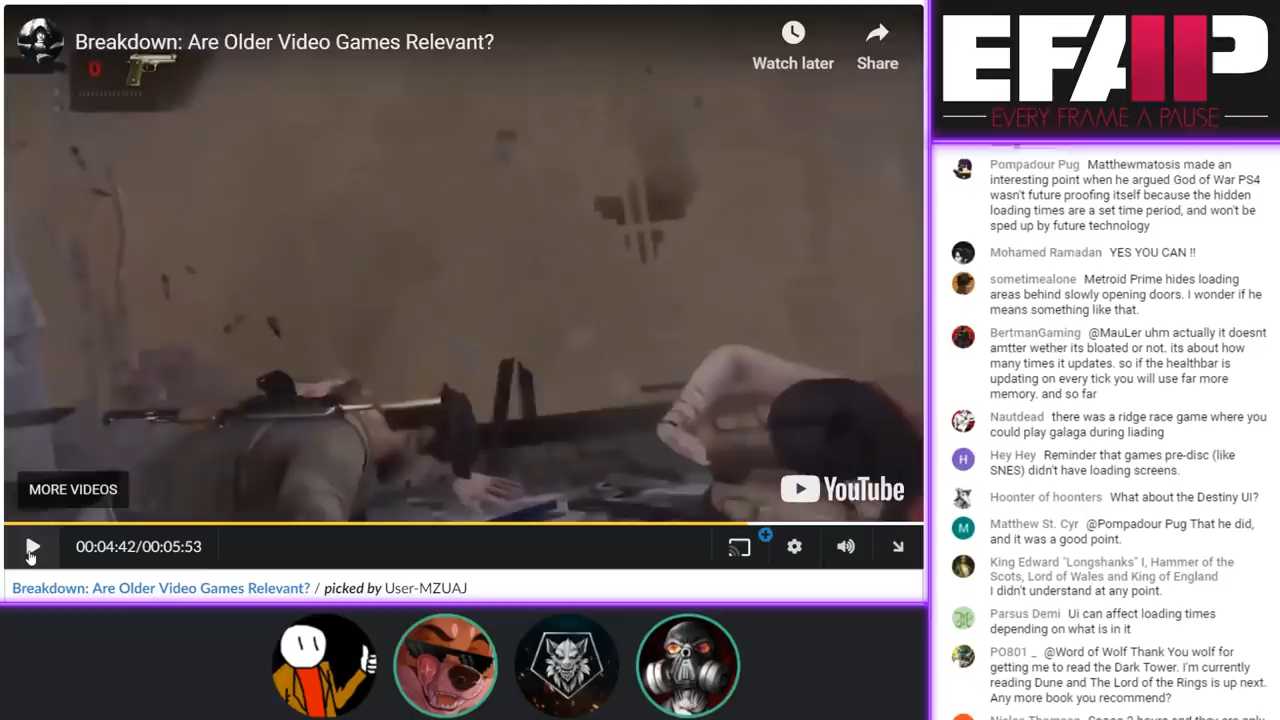 Breakdown: Are Older Video Games Relevant?
Watch later
Share
0
MORE VIDEOS
YouTube
00:04:42/00:05:53
Breakdown: Are Older Video Games Relevant? / picked by User-MZUAJ
EFAP
EVERY FRAME A PAUSE
Pompadour Pug Matthewmatosis made an
interesting point when he argued God of War PS4
wasn't future proofing itself because the hidden
loading times are a set time period, and won't be
sped up by future technology
Mohamed Ramadan YES YOU CAN !!
sometimealone Metroid Prime hides loading
areas behind slowly opening doors. I wonder if he
means something like that.
BertmanGaming @MauLer uhm actually it doesnt
amtter wether its bloated or not. its about how
many times it updates. so if the healthbar is
updating on every tick you will use far more
memory. and so far
Nautdead there was a ridge race game where you
could play galaga during liading
H
Hey Hey Reminder that games pre-disc (like
SNES) didn't have loading screens.
Hoonter of hoonters What about the Destiny UI?
M
Matthew St. Cyr @Pompadour Pug That he did,
and it was a good point.
King Edward "Longshanks" I, Hammer of the
Scots, Lord of Wales and King of England
I didn't understand at any point.
Parsus Demi Ui can affect loading times
depending on what is in it
PO801 _ @Word of Wolf Thank You wolf for
getting me to read the Dark Tower. I'm currently
reading Dune and The Lord of the Rings is up next.
Any more book you recommend?